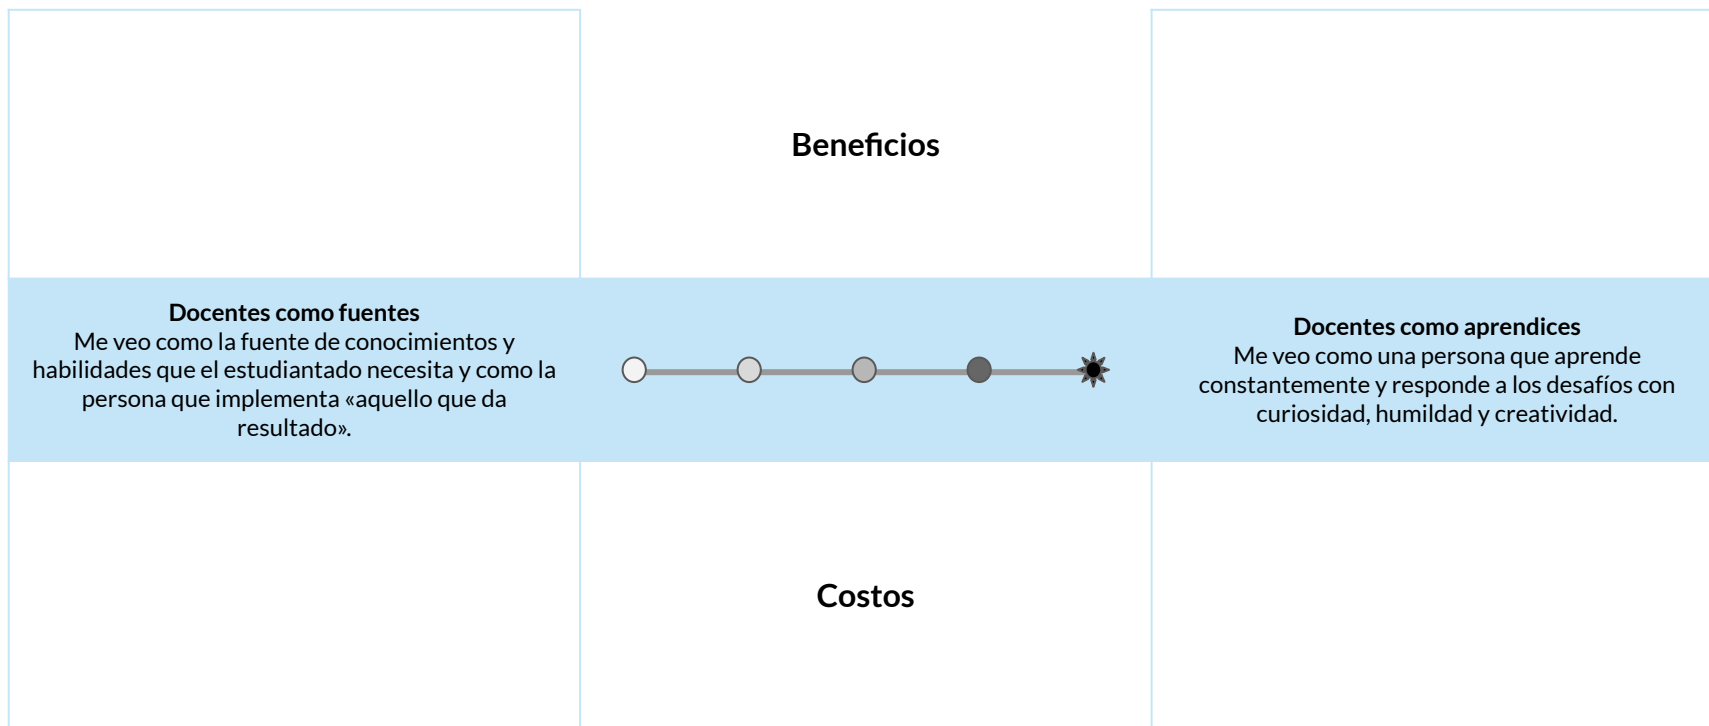 Beneficios
Docentes como fuentes
Me veo como la fuente de conocimientos y
habilidades que el estudiantado necesita y como la
persona que implementa «aquello que da
resultado».
Docentes como aprendices
Me veo como una persona que aprende
constantemente y responde a los desafíos con
curiosidad, humildad y creatividad.
Costos